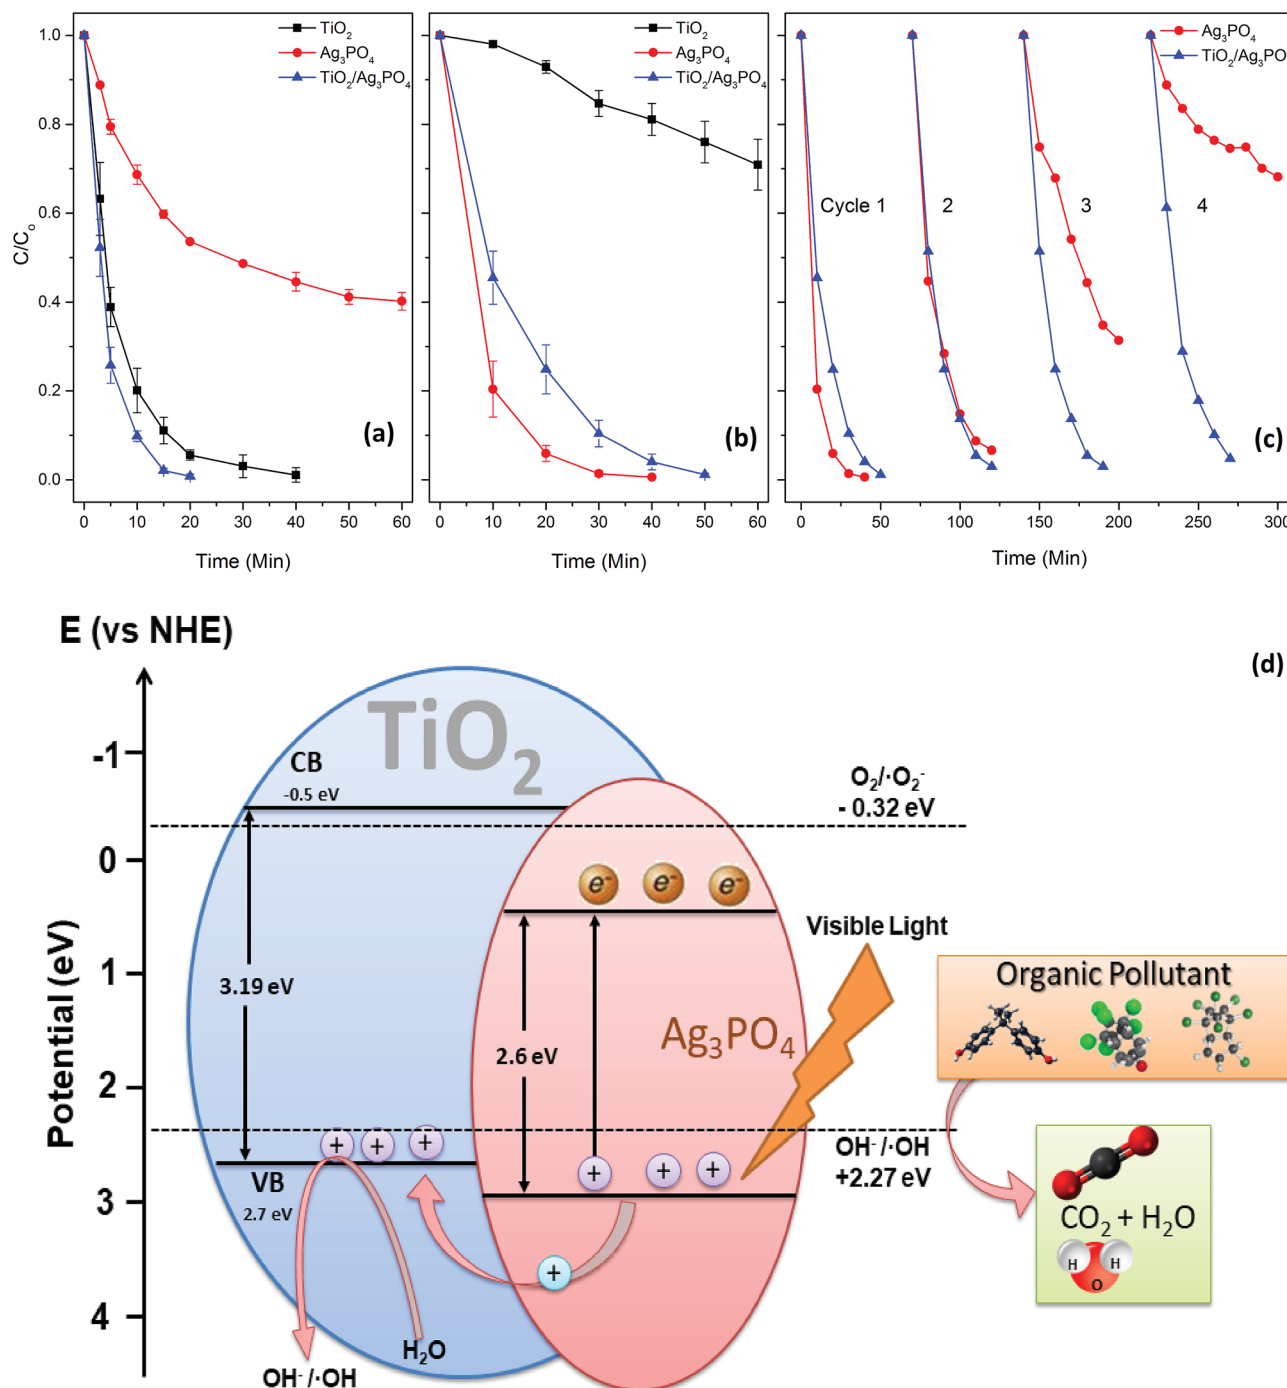 TiO2
Ag3PO4
TiO2/Ag3PO4
TiO2
Ag3PO4
TiO2/Ag3PO4
Ag3PO4
TiO2/Ag3PO
1.0
0.8
0.6
0.4
0.2
0.0
C/Co
Cycle 1
2
3
4
(a)
(b)
(c)
0 10 20 30 40 50 60
0 10 20 30 40 50 60
0 50 100 150 200 250 300
Time (Min)
Time (Min)
Time (Min)
E (vs NHE)
(d)
TiO2
CB
-0.5 eV
-1
0
1
2
3
4
Potential (eV)
O2/·O2-
- 0.32 eV
e- e- e-
Visible Light
3.19 eV
2.6 eV
Ag3PO4
Organic Pollutant
+ + +
+ + +
OH-/·OH
+2.27 eV
VB
2.7 eV
+
CO2 + H2O
H H
O
H2O
OH-/·OH